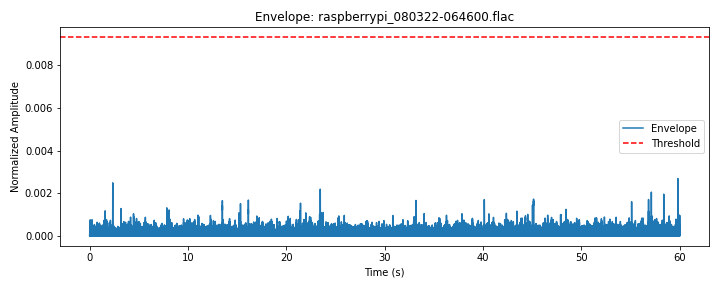 Envelope: raspberrypi_080322-064600.flac
Normalized Amplitude
0.008
0.006
0.004
0.002
0.000
Envelope
Threshold
0
10
20
30
40
50
60
Time (s)